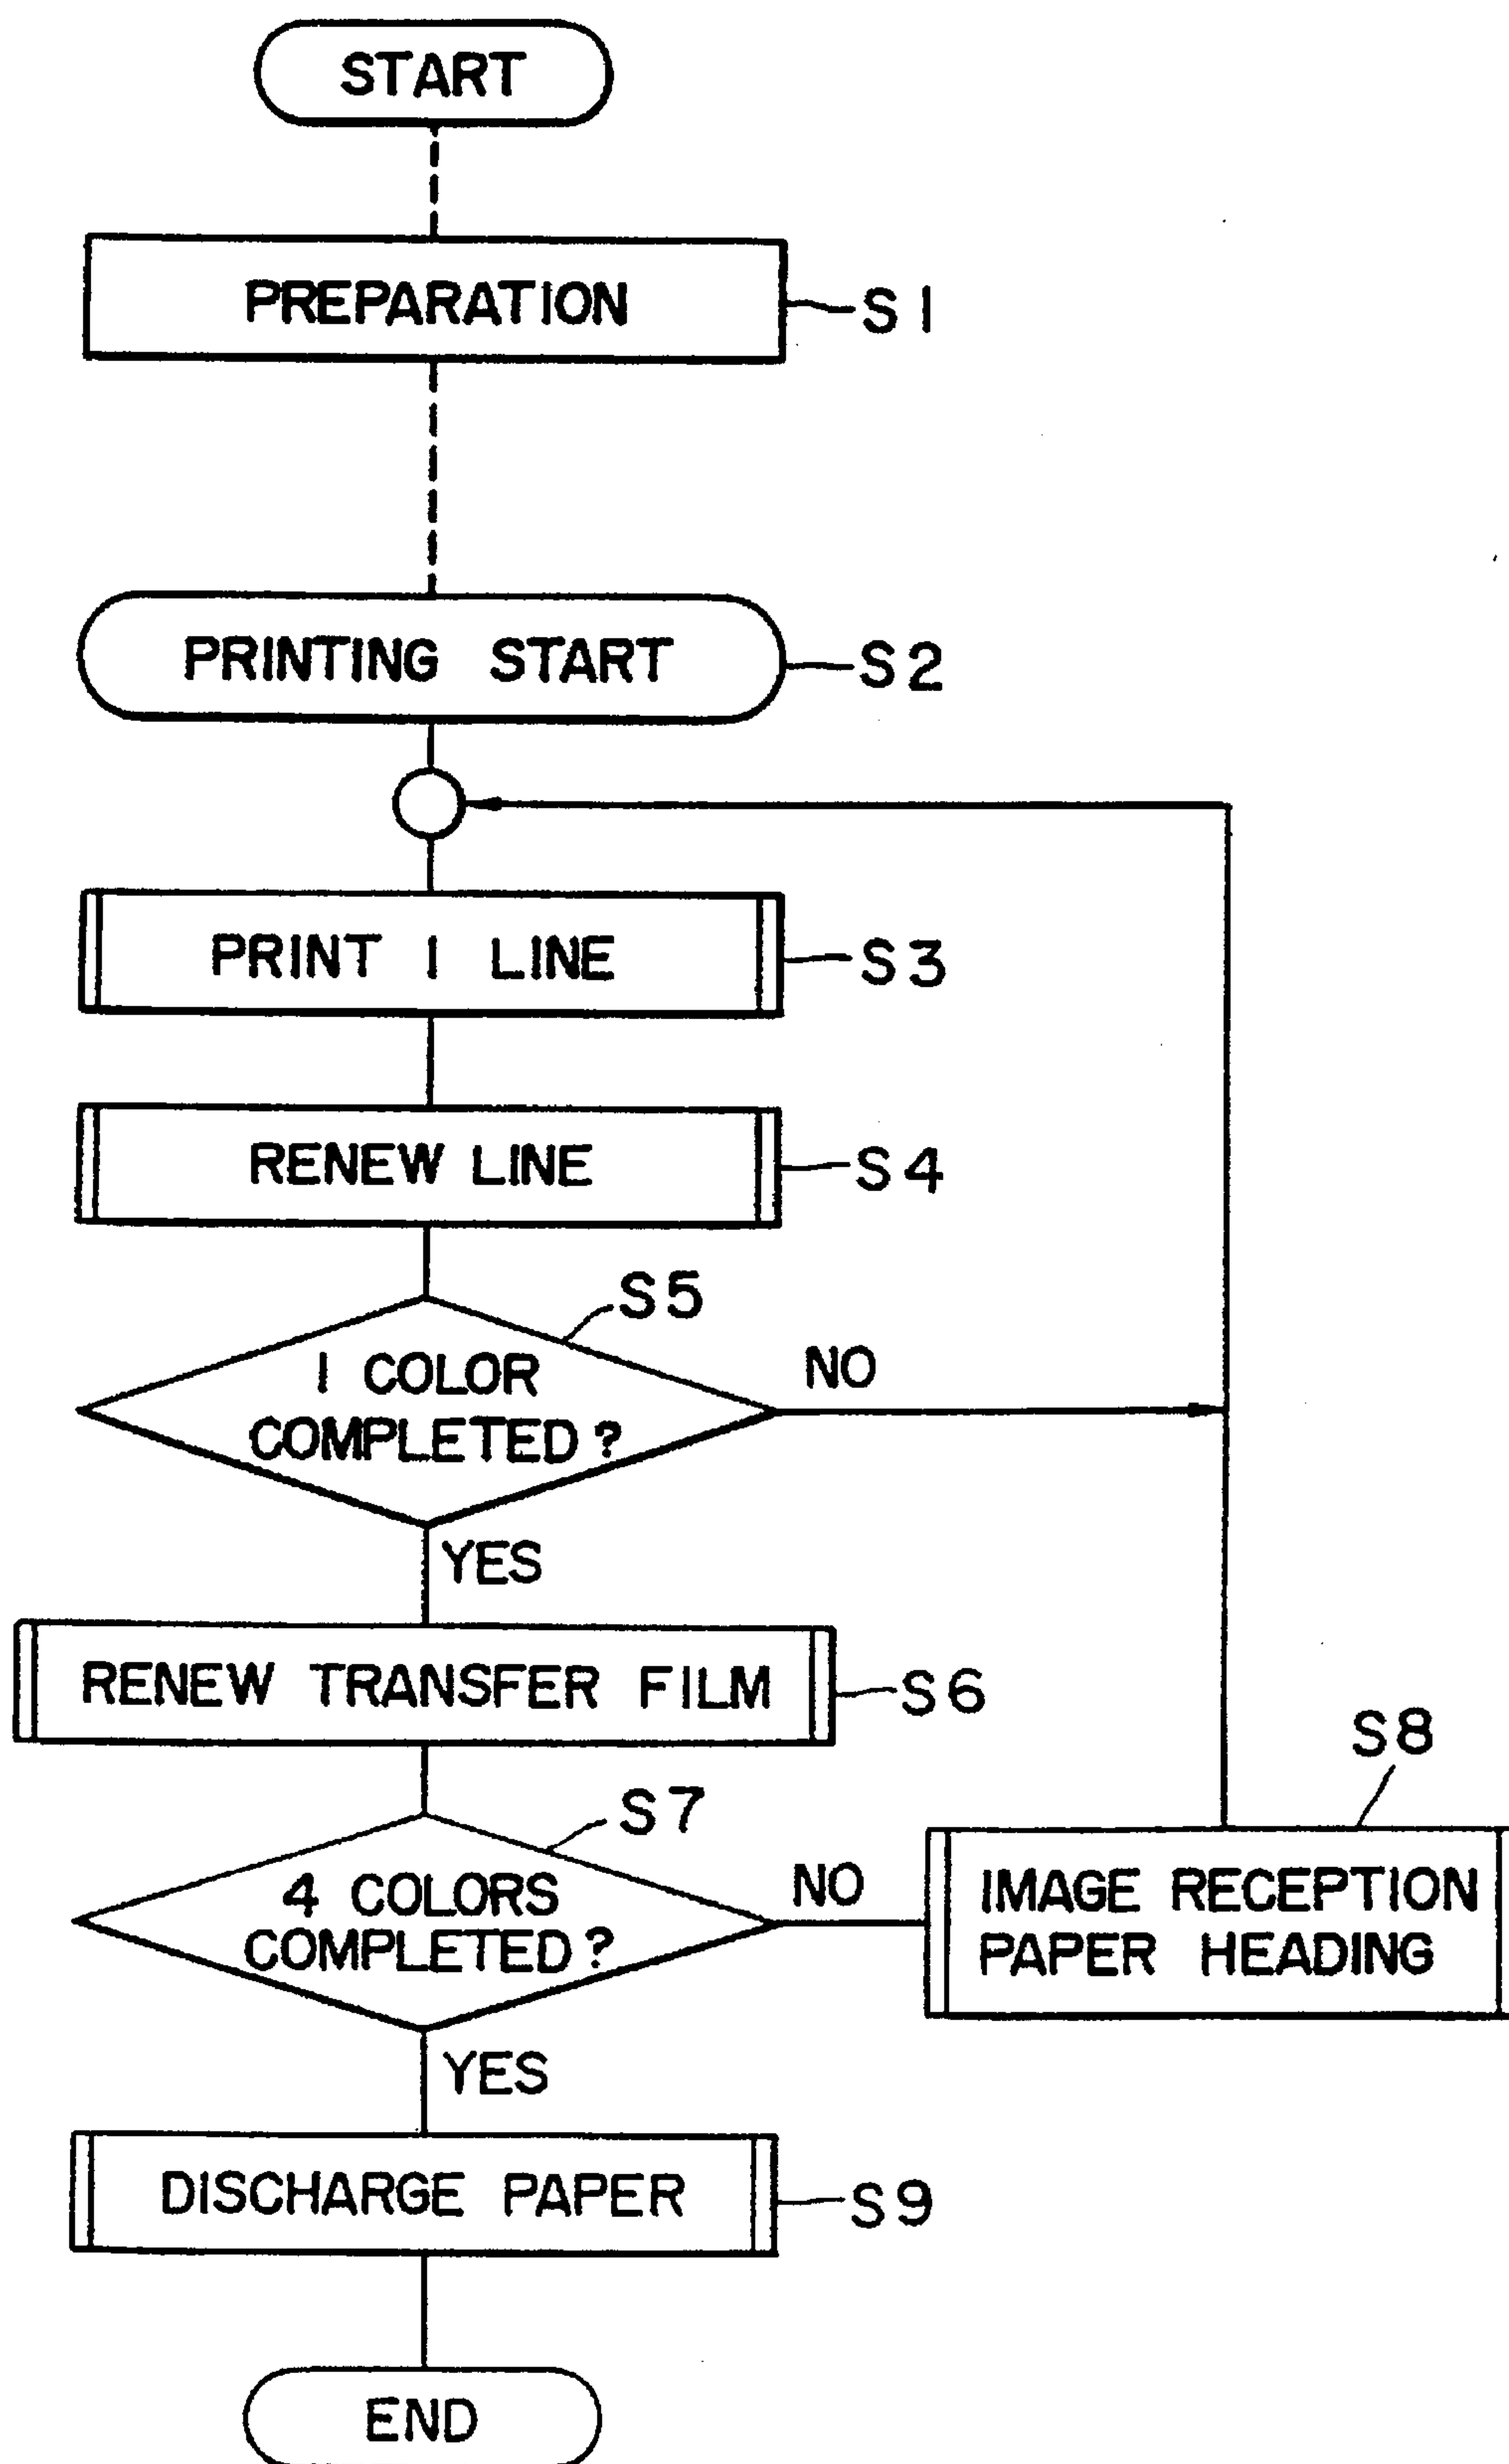 START
PREPARATION
S1
PRINTING START
S2
PRINT 1 LINE
S3
RENEW LINE
S4
S5
1 COLOR
COMPLETED?
NO
YES
RENEW TRANSFER FILM
S6
S7
4 COLORS
COMPLETED?
NO
S8
IMAGE RECEPTION
PAPER HEADING
YES
DISCHARGE PAPER
S9
END